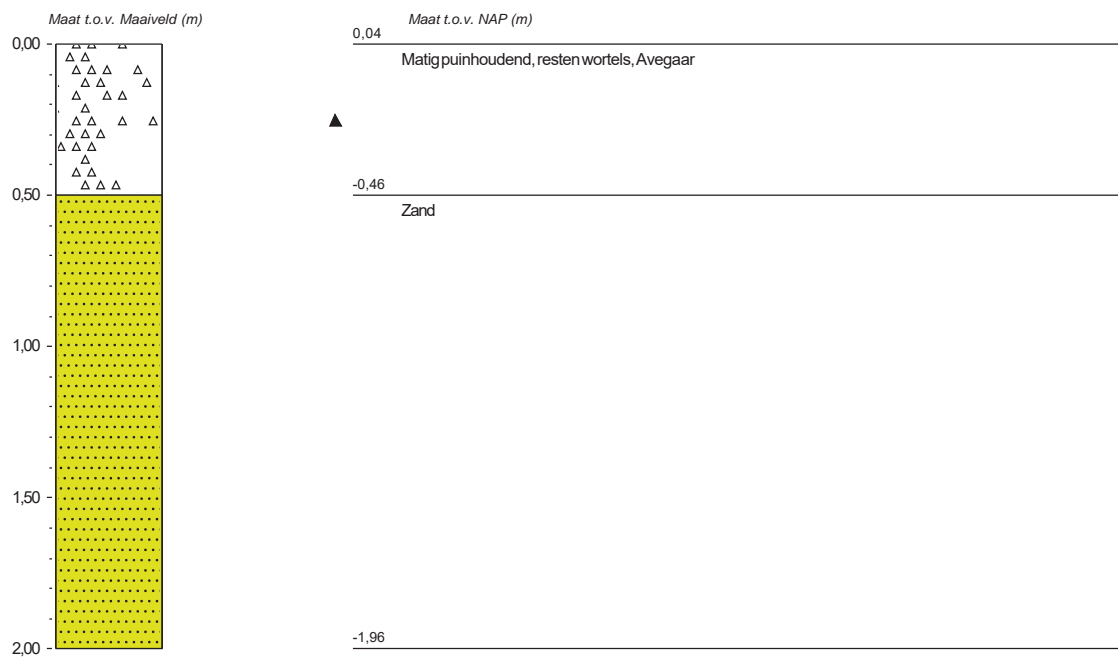 Maat t.o.v. Maaiveld (m) Maat t.o.v. NAP (m)
0,00
0,04
Matig puinhoudend, resten wortels, Avegaar
0,50
-0,46
Zand
1,00
1,50
2,00
-1,96